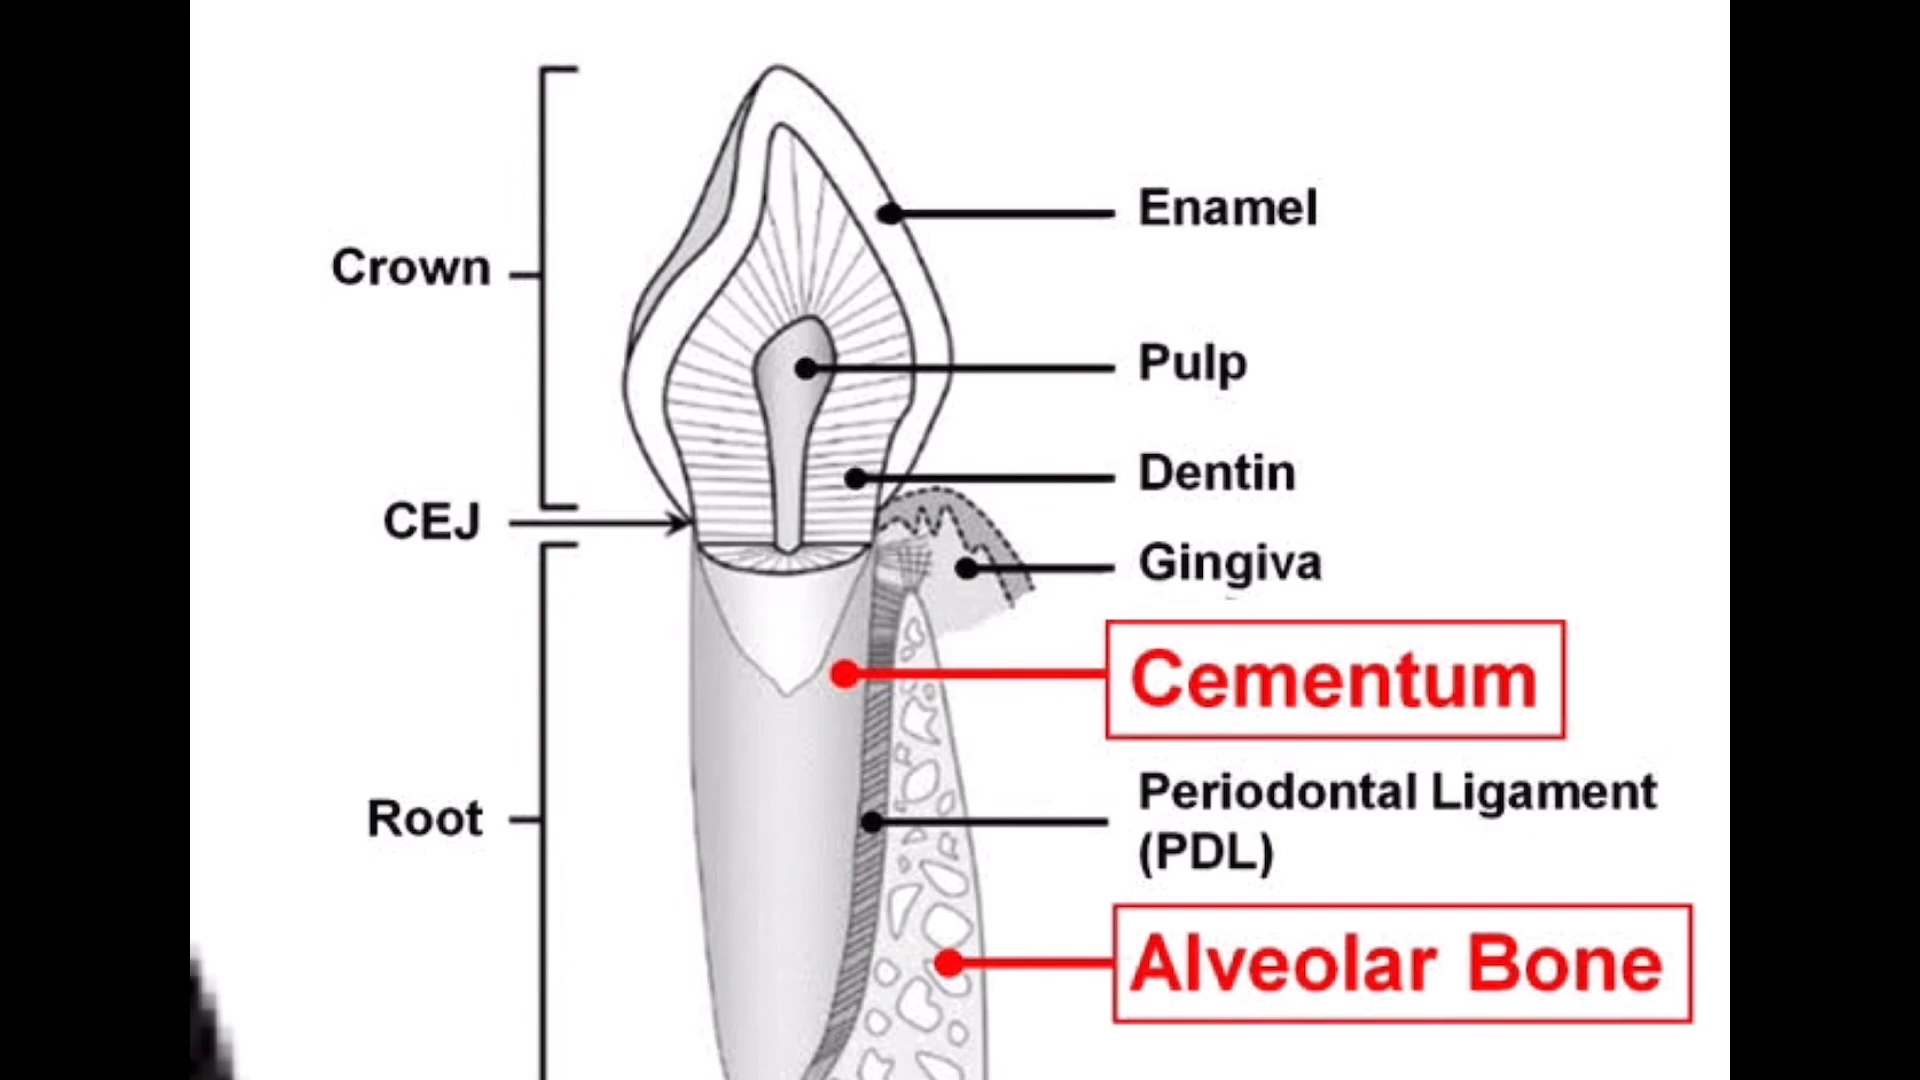 Enamel
Crown
Pulp
Dentin
CEJ
Gingiva
Cementum
Periodontal Ligament
(PDL)
Root
Alveolar Bone